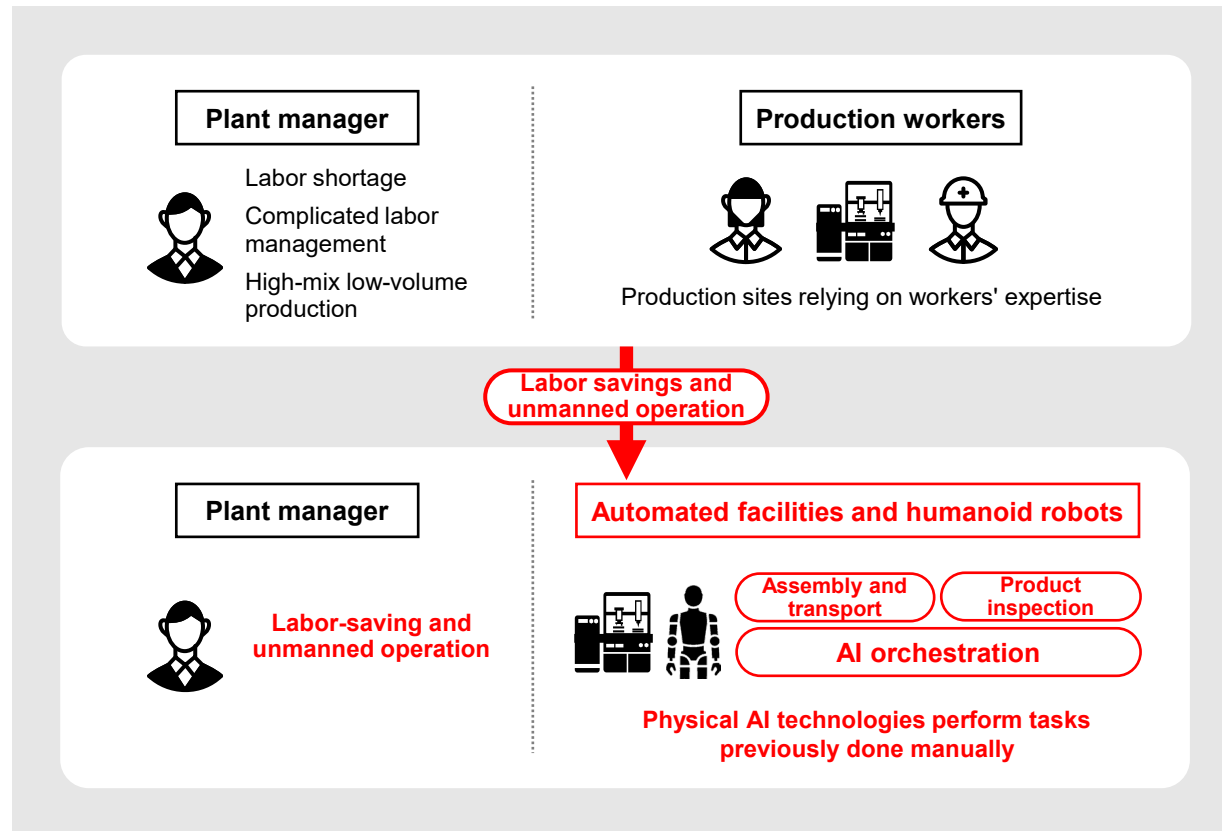 Plant manager
Labor shortage
Complicated labor
management
High-mix low-volume
production
Production workers
Production sites relying on workers' expertise
Labor savings and
unmanned operation
Plant manager
Labor-saving and
unmanned operation
Automated facilities and humanoid robots
Assembly and
transport
Product
inspection
AI orchestration
Physical AI technologies perform tasks
previously done manually